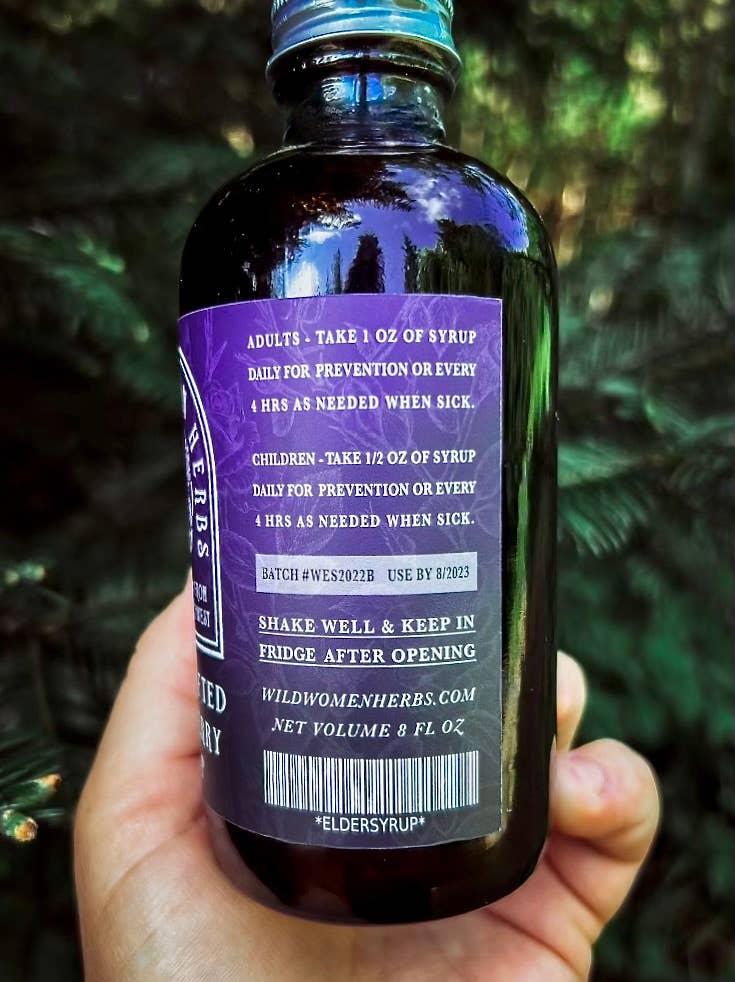 HERBS
ADULTS - TAKE 1 OZ OF SYRUP
DAILY FOR PREVENTION OR EVERY
4 HRS AS NEEDED WHEN SICK.
CHILDREN - TAKE 1/2 OZ OF SYRUP
DAILY FOR PREVENTION OR EVERY
4 HRS AS NEEDED WHEN SICK.
BATCH #WES2022B USE BY 8/2023
SHAKE WELL & KEEP IN
FRIDGE AFTER OPENING
WILDWOMENHERBS.COM
NET VOLUME 8 FL OZ
*ELDERSYRUP*